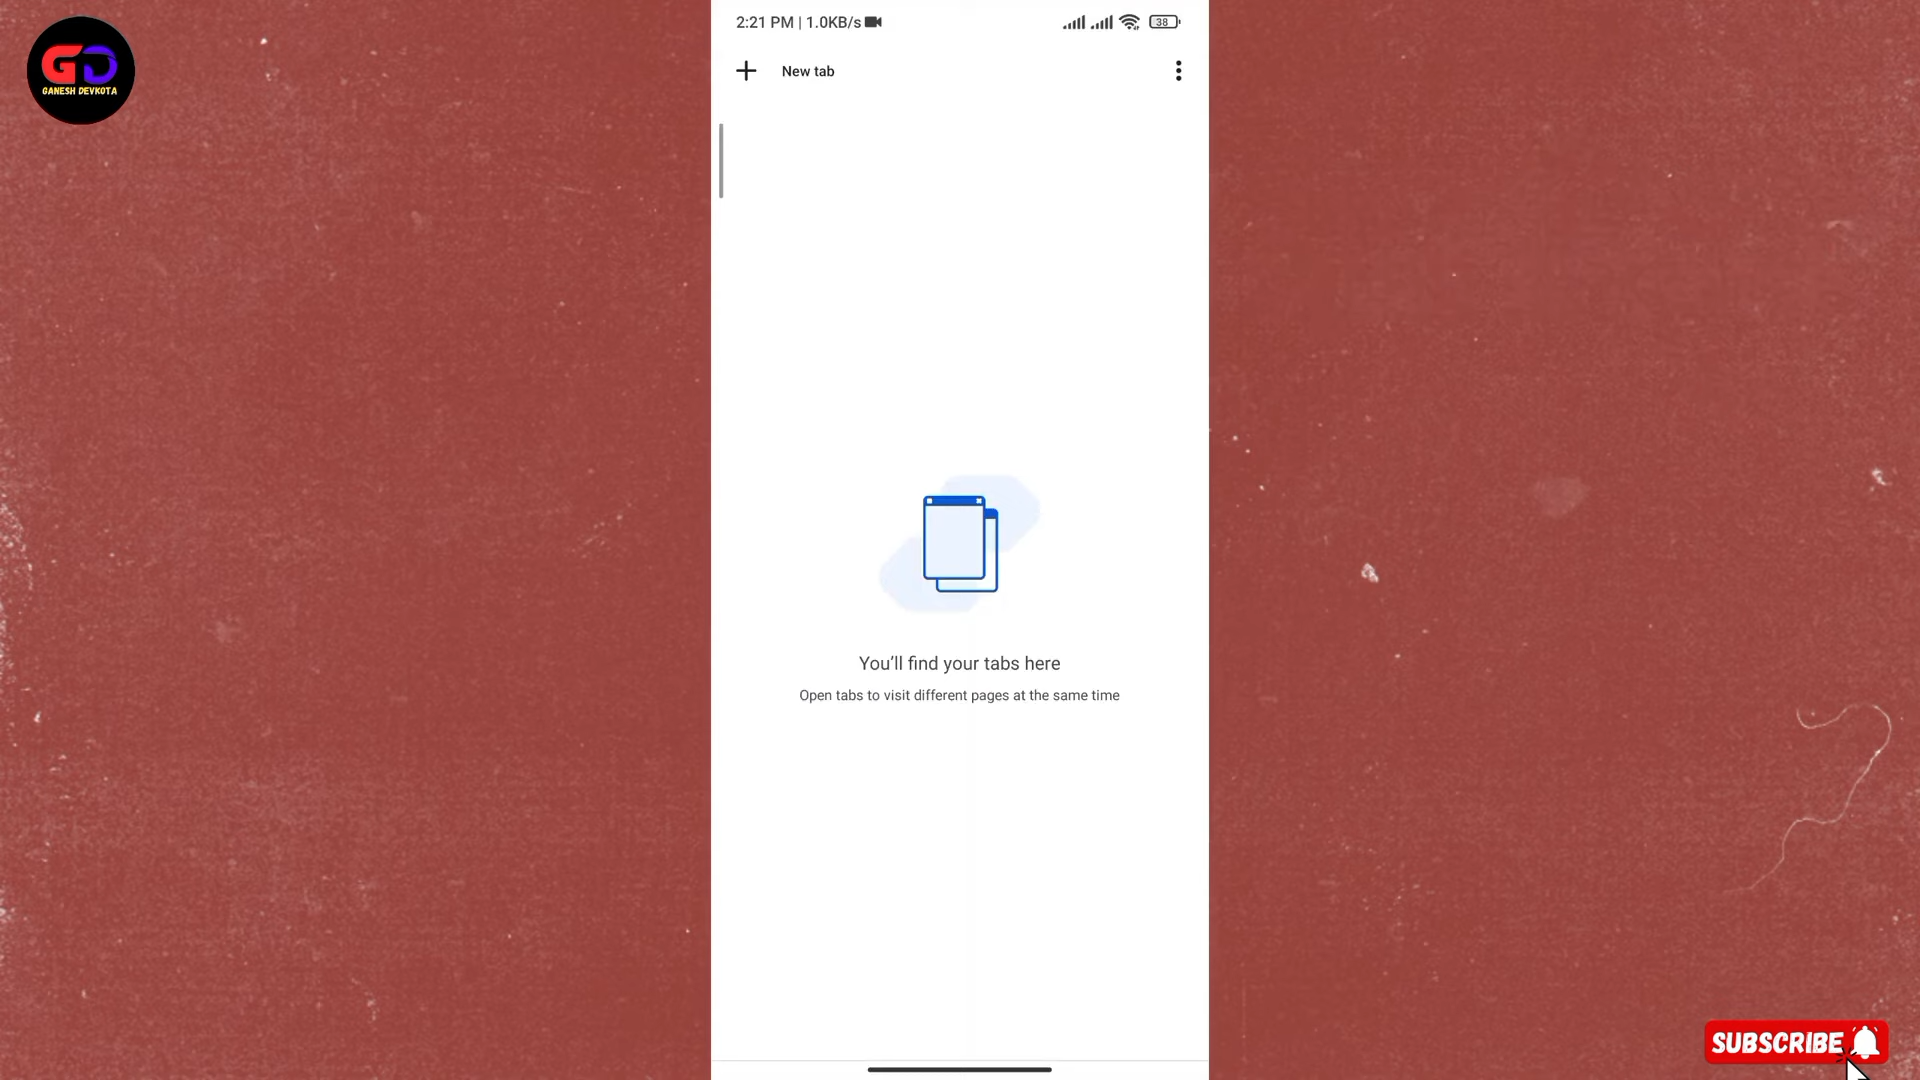 2:21 PM | 1.0KB/s
38
GD
GANESH DEVKOTA
New tab
You'll find your tabs here
Open tabs to visit different pages at the same time
SUBSCRIBE